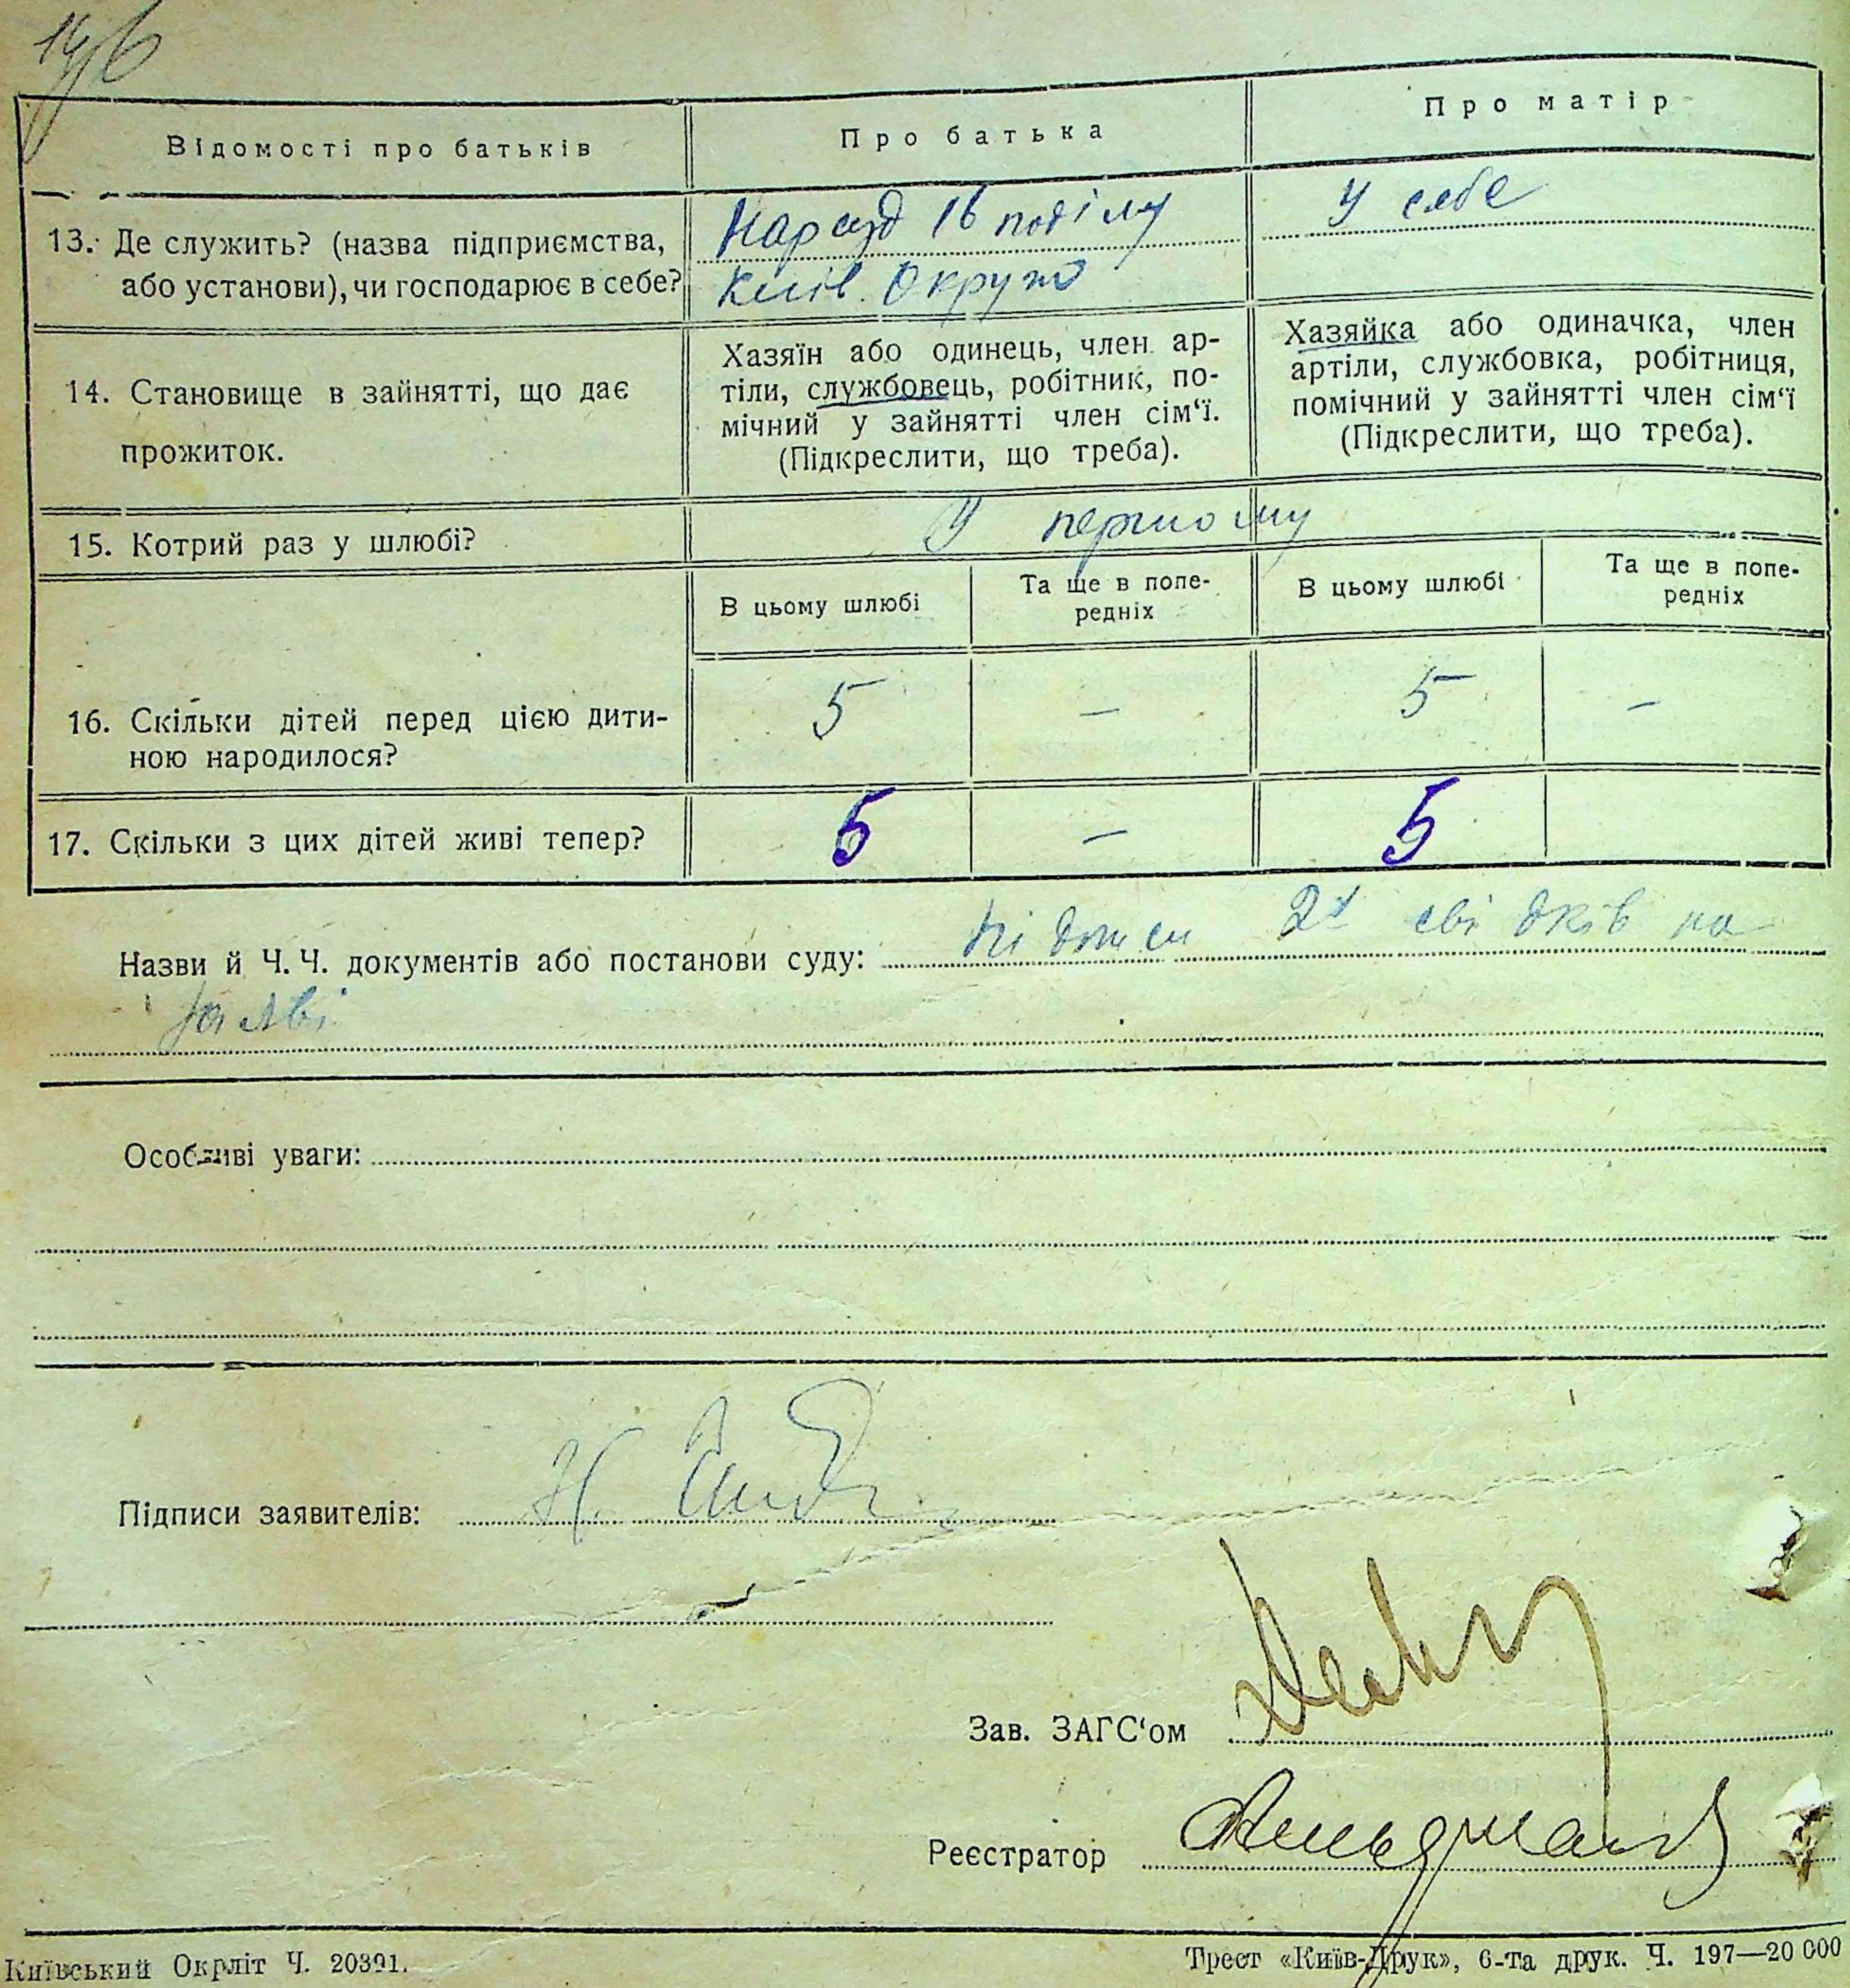 Відомості про батьків
Про батька
Про матір
13. Де служить? (назва підприємства,
або установи), чи господарює в себе?
Нарсуд 16 поділу
Київ. Округи
У себе
14. Становище в зайнятті, що дає
прожиток.
Хазяїн або одинець, член ар-
тіли, службовець, робітник, по-
мічний у зайнятті член сім‘ї.
(Підкреслити, що треба).
Хазяйка або одиначка, член
артіли, службовка, робітниця,
помічний у зайнятті член сім‘ї
(Підкреслити, що треба).
15. Котрий раз у шлюбі?
У першому
В цьому шлюбі
Та ще в попе-
редніх
В цьому шлюбі
Та ще в попе-
редніх
16. Скільки дітей перед цією дити-
ною народилося?
5 — 5 —
17. Скільки з цих дітей живі тепер?
5 — 5
Назви й Ч. Ч. документів або постанови суду: підписи 2х свідків на
заяві
Особливі уваги:
Підписи заявителів:
Зав. ЗАГС‘ом
Реєстратор
Київський Окрліт Ч. 20391.
Трест «Київ-Друк», 6-та друк. Ч. 197—20 000